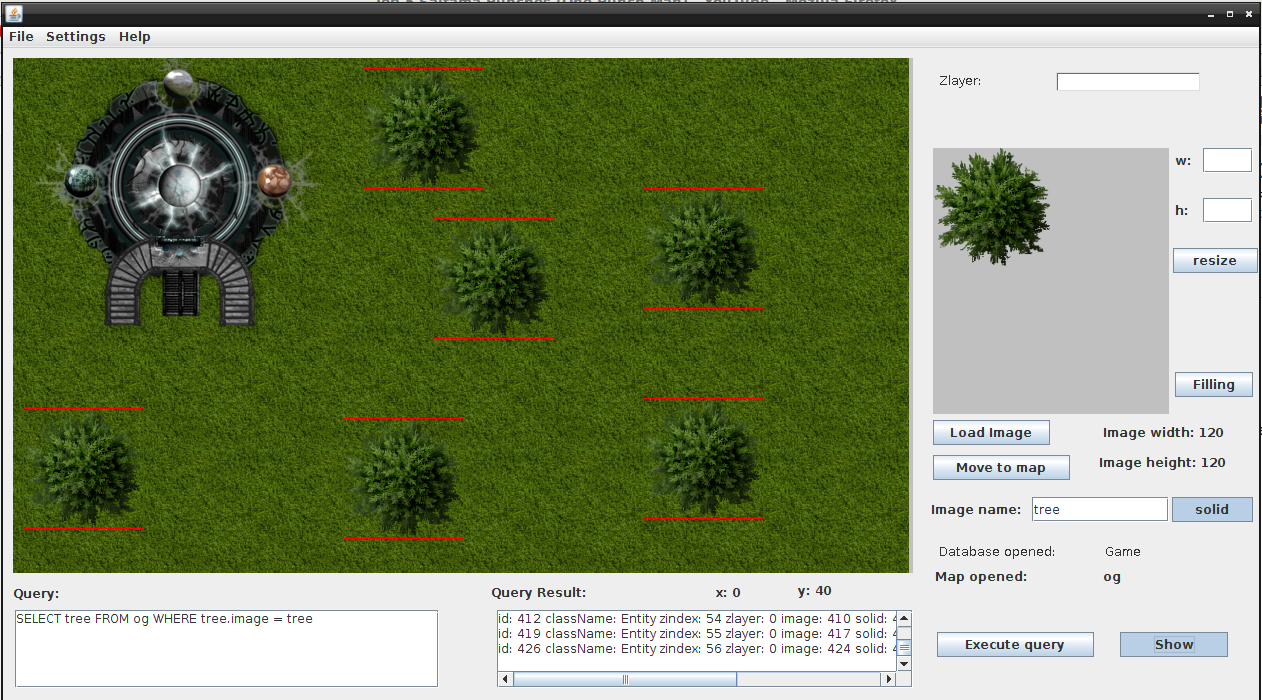 File Settings Help
Zlayer:
w:
h:
resize
Filling
Load Image
Image width: 120
Move to map
Image height: 120
Image name: tree solid
Database opened: Game
Map opened: og
Query:
Query Result: x: 0 y: 40
SELECT tree FROM og WHERE tree.image = tree
id: 412 className: Entity zindex: 54 zlayer: 0 image: 410 solid:
id: 419 className: Entity zindex: 55 zlayer: 0 image: 417 solid:
id: 426 className: Entity zindex: 56 zlayer: 0 image: 424 solid:
Execute query Show